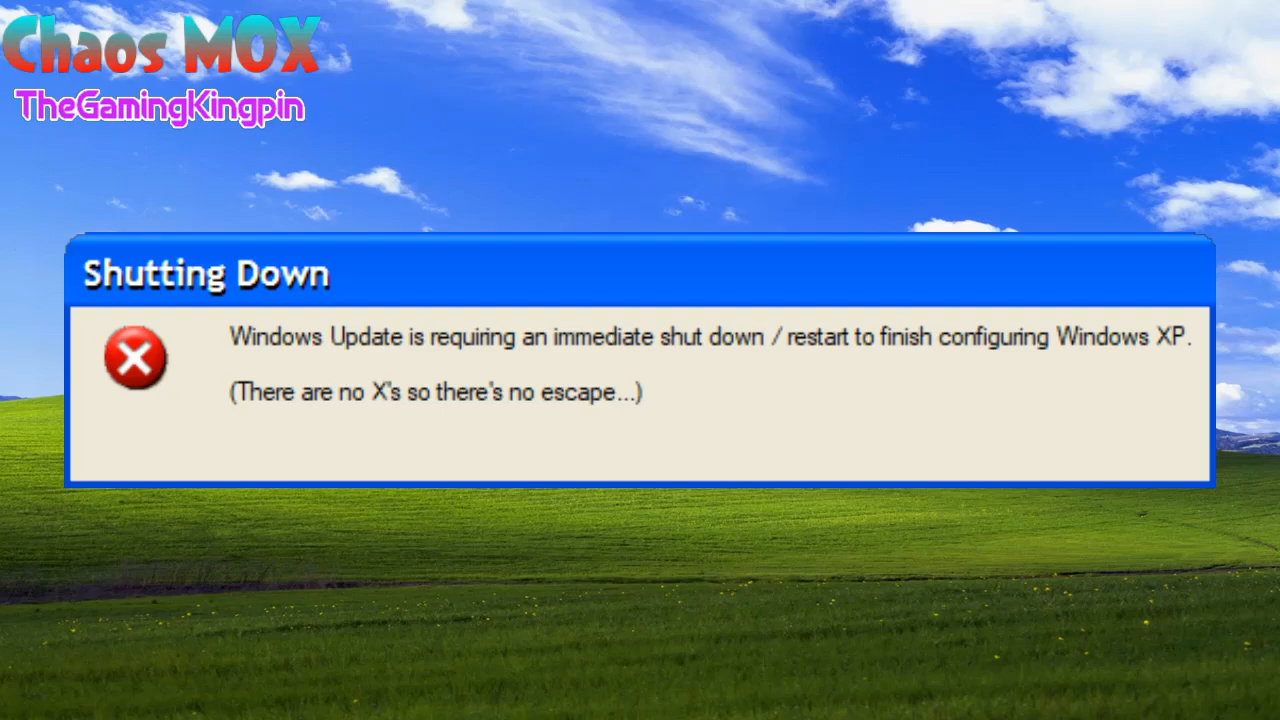 Chaos MOX
TheGamingKingpin
Shutting Down
Windows Update is requiring an immediate shut down / restart to finish configuring Windows XP.
(There are no X's so there's no escape...)